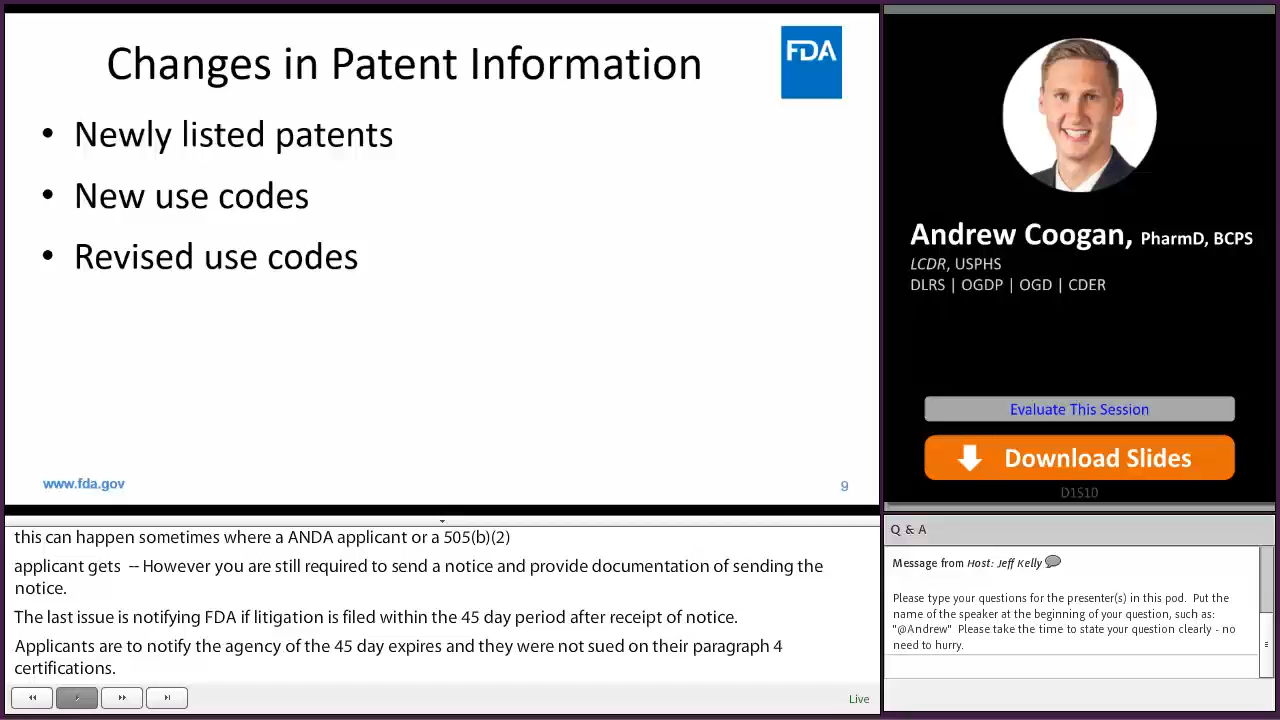 Changes in Patent Information
FDA
• Newly listed patents
• New use codes
• Revised use codes
www.fda.gov
9
this can happen sometimes where a ANDA applicant or a 505(b)(2)
applicant gets -- However you are still required to send a notice and provide documentation of sending the
notice.
The last issue is notifying FDA if litigation is filed within the 45 day period after receipt of notice.
Applicants are to notify the agency of the 45 day expires and they were not sued on their paragraph 4
certifications.
Live
Andrew Coogan, PharmD, BCPS
LCDR, USPHS
DLRS | OGDP | OGD | CDER
Evaluate This Session
Download Slides
D1S10
Q & A
Message from Host: Jeff Kelly
Please type your questions for the presenter(s) in this pod. Put the
name of the speaker at the beginning of your question, such as:
"@Andrew" Please take the time to state your question clearly - no
need to hurry.